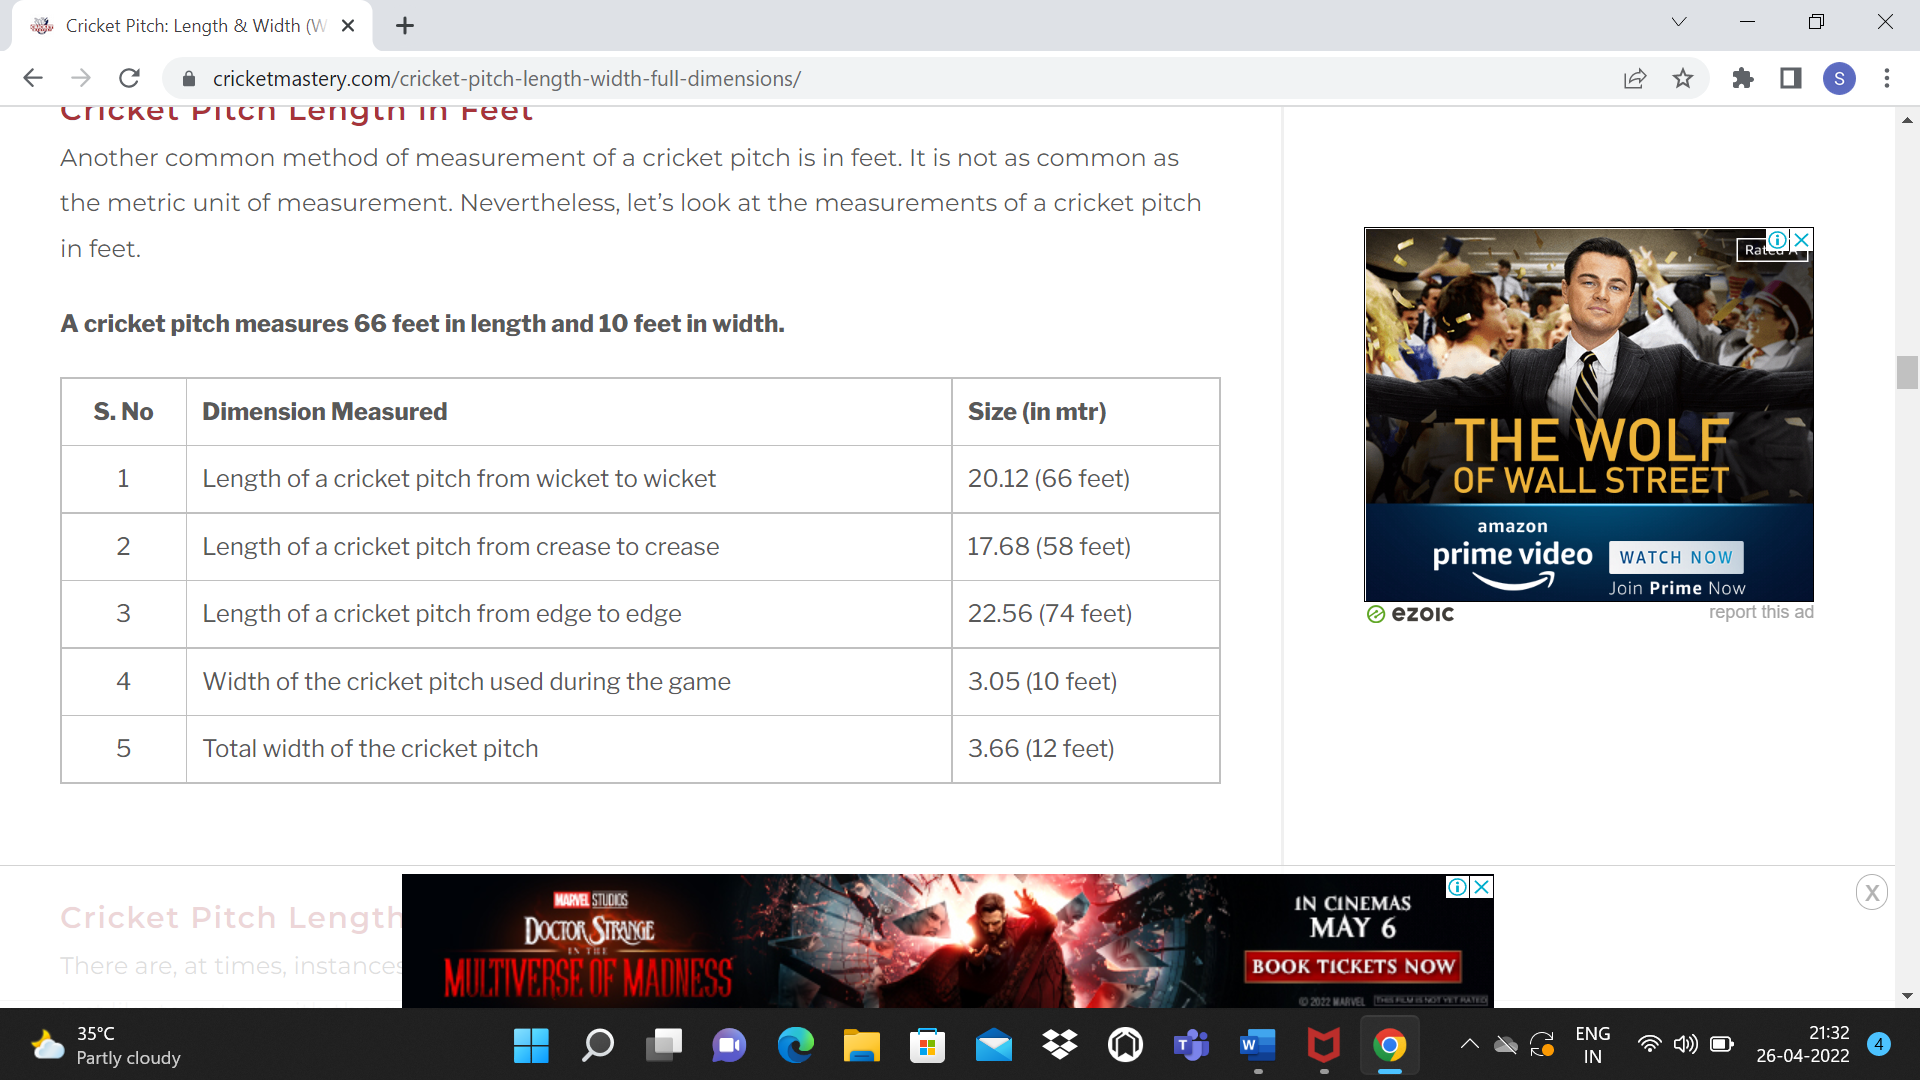 Cricket Pitch: Length & Width (W
cricketmastery.com/cricket-pitch-length-width-full-dimensions/
S
Cricket Pitch Length in Feet
Another common method of measurement of a cricket pitch is in feet. It is not as common as
the metric unit of measurement. Nevertheless, let’s look at the measurements of a cricket pitch
in feet.
A cricket pitch measures 66 feet in length and 10 feet in width.
S. No Dimension Measured Size (in mtr)
1 Length of a cricket pitch from wicket to wicket 20.12 (66 feet)
2 Length of a cricket pitch from crease to crease 17.68 (58 feet)
3 Length of a cricket pitch from edge to edge 22.56 (74 feet)
4 Width of the cricket pitch used during the game 3.05 (10 feet)
5 Total width of the cricket pitch 3.66 (12 feet)
Rated A
THE WOLF
OF WALL STREET
amazon
prime video
WATCH NOW
Join Prime Now
ezoic
report this ad
Cricket Pitch Length
There are, at times, instances
MARVEL STUDIOS
DOCTOR STRANGE
IN THE
MULTIVERSE OF MADNESS
IN CINEMAS
MAY 6
BOOK TICKETS NOW
© 2022 MARVEL THIS FILM IS NOT YET RATED
X
35°C
Partly cloudy
ENG
IN
21:32
26-04-2022
4